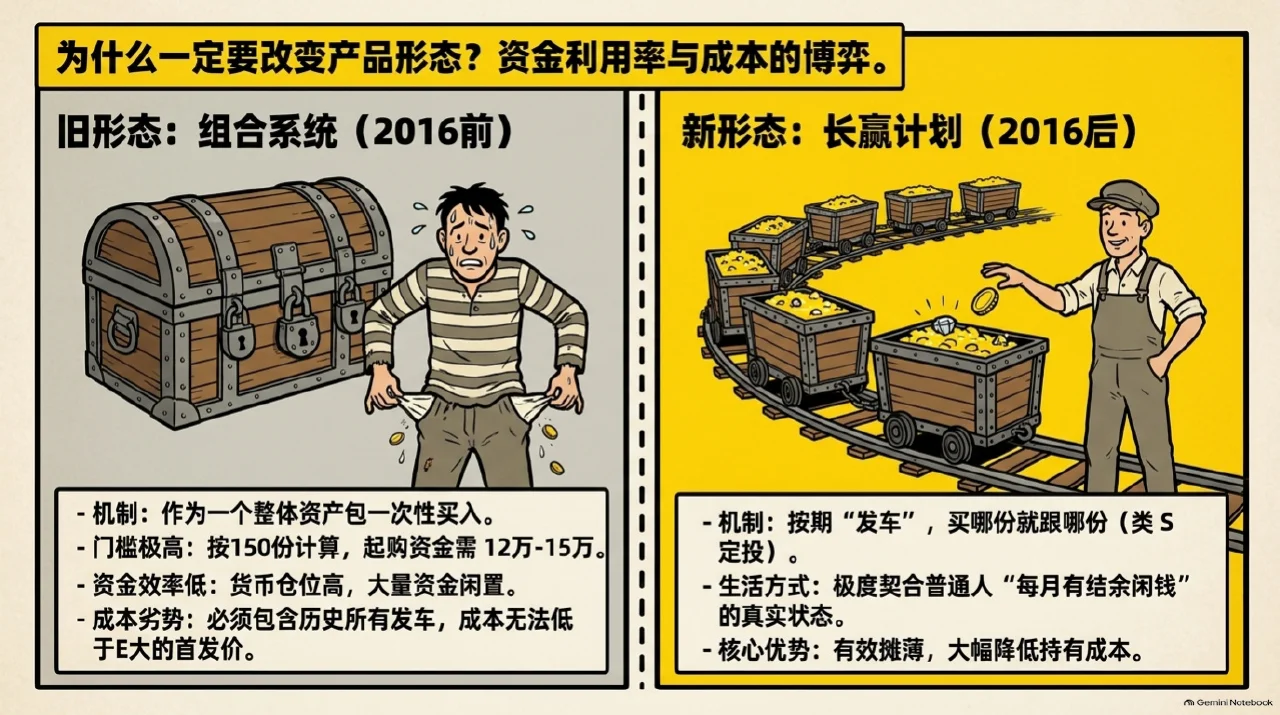 为什么一定要改变产品形态？资金利用率与成本的博弈。
旧形态：组合系统（2016前）
- 机制：作为一个整体资产包一次性买入。
- 门槛极高：按150份计算，起购资金需 12万-15万。
- 资金效率低：货币仓位高，大量资金闲置。
- 成本劣势：必须包含历史所有发车，成本无法低
于E大的首发价。
新形态：长赢计划（2016后）
- 机制：按期“发车”，买哪份就跟哪份（类 S
定投）。
- 生活方式：极度契合普通人“每月有结余闲钱”
的真实状态。
- 核心优势：有效摊薄，大幅降低持有成本。
Gemini Notebook